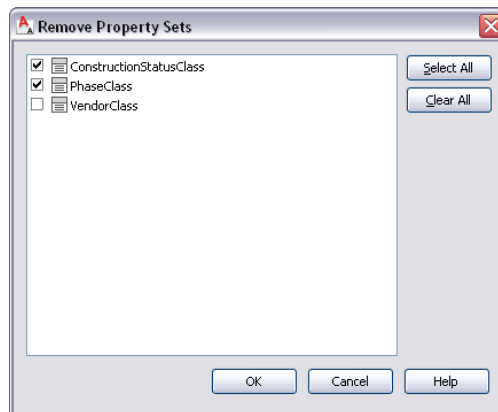 Remove Property Sets
ConstructionStatusClass
PhaseClass
VendorClass
Select All
Clear All
OK
Cancel
Help